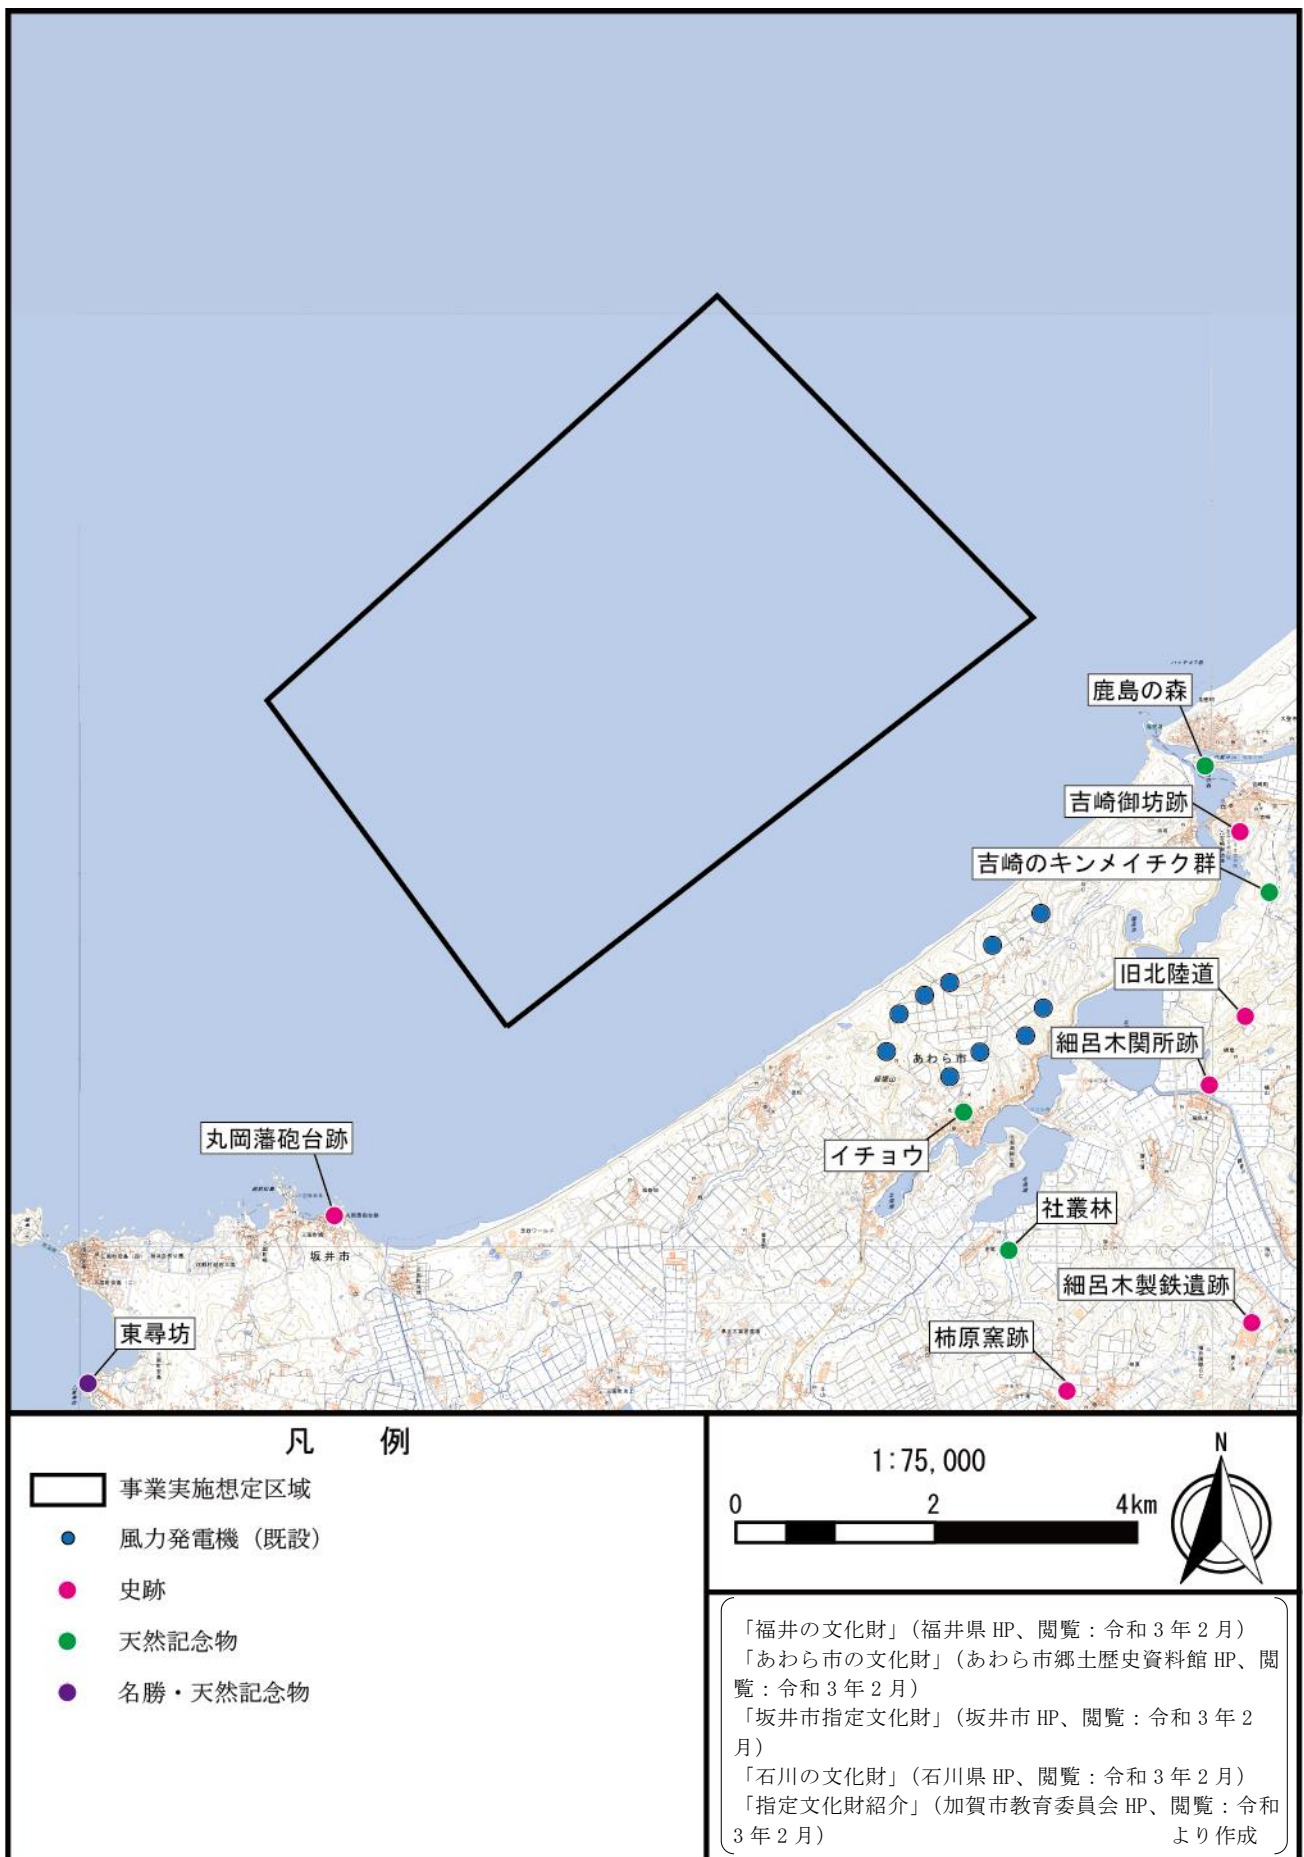 鹿島の森
吉崎御坊跡
吉崎のキンメイチク群
旧北陸道
細呂木関所跡
あわら市
イチョウ
丸岡藩砲台跡
社叢林
坂井市
細呂木製鉄遺跡
東尋坊
柿原窯跡
凡 例
事業実施想定区域
風力発電機（既設）
史跡
天然記念物
名勝・天然記念物
1:75,000
0 2 4km
N
「福井の文化財」（福井県 HP、閲覧：令和 3 年 2 月）
「あわら市の文化財」（あわら市郷土歴史資料館 HP、閲
覧：令和 3 年 2 月）
「坂井市指定文化財」（坂井市 HP、閲覧：令和 3 年 2
月）
「石川の文化財」（石川県 HP、閲覧：令和 3 年 2 月）
「指定文化財紹介」（加賀市教育委員会 HP、閲覧：令和
3 年 2 月） より作成